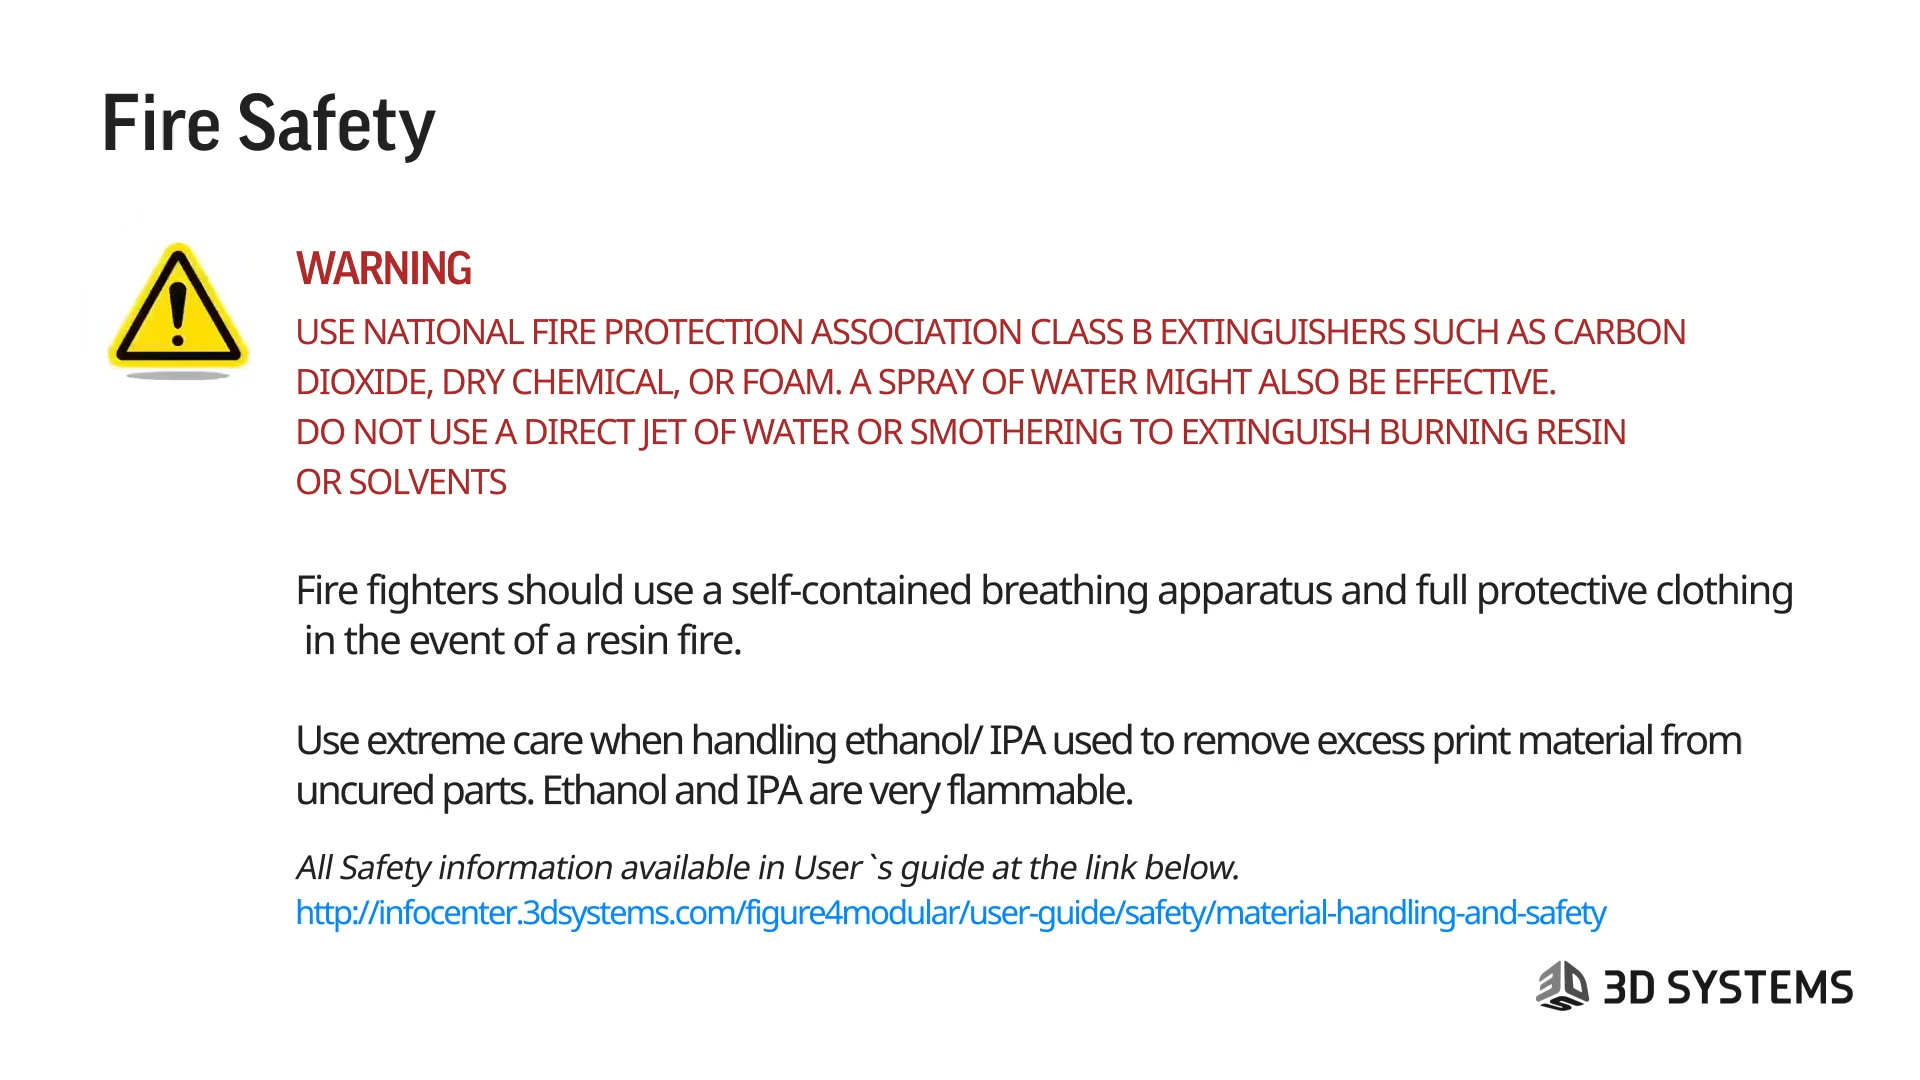 Fire Safety
WARNING
USE NATIONAL FIRE PROTECTION ASSOCIATION CLASS B EXTINGUISHERS SUCH AS CARBON
DIOXIDE, DRY CHEMICAL, OR FOAM. A SPRAY OF WATER MIGHT ALSO BE EFFECTIVE.
DO NOT USE A DIRECT JET OF WATER OR SMOTHERING TO EXTINGUISH BURNING RESIN
OR SOLVENTS
Fire fighters should use a self-contained breathing apparatus and full protective clothing
in the event of a resin fire.
Use extreme care when handling ethanol/ IPA used to remove excess print material from
uncured parts. Ethanol and IPA are very flammable.
All Safety information available in User`s guide at the link below.
http://infocenter.3dsystems.com/figure4modular/user-guide/safety/material-handling-and-safety
3D SYSTEMS